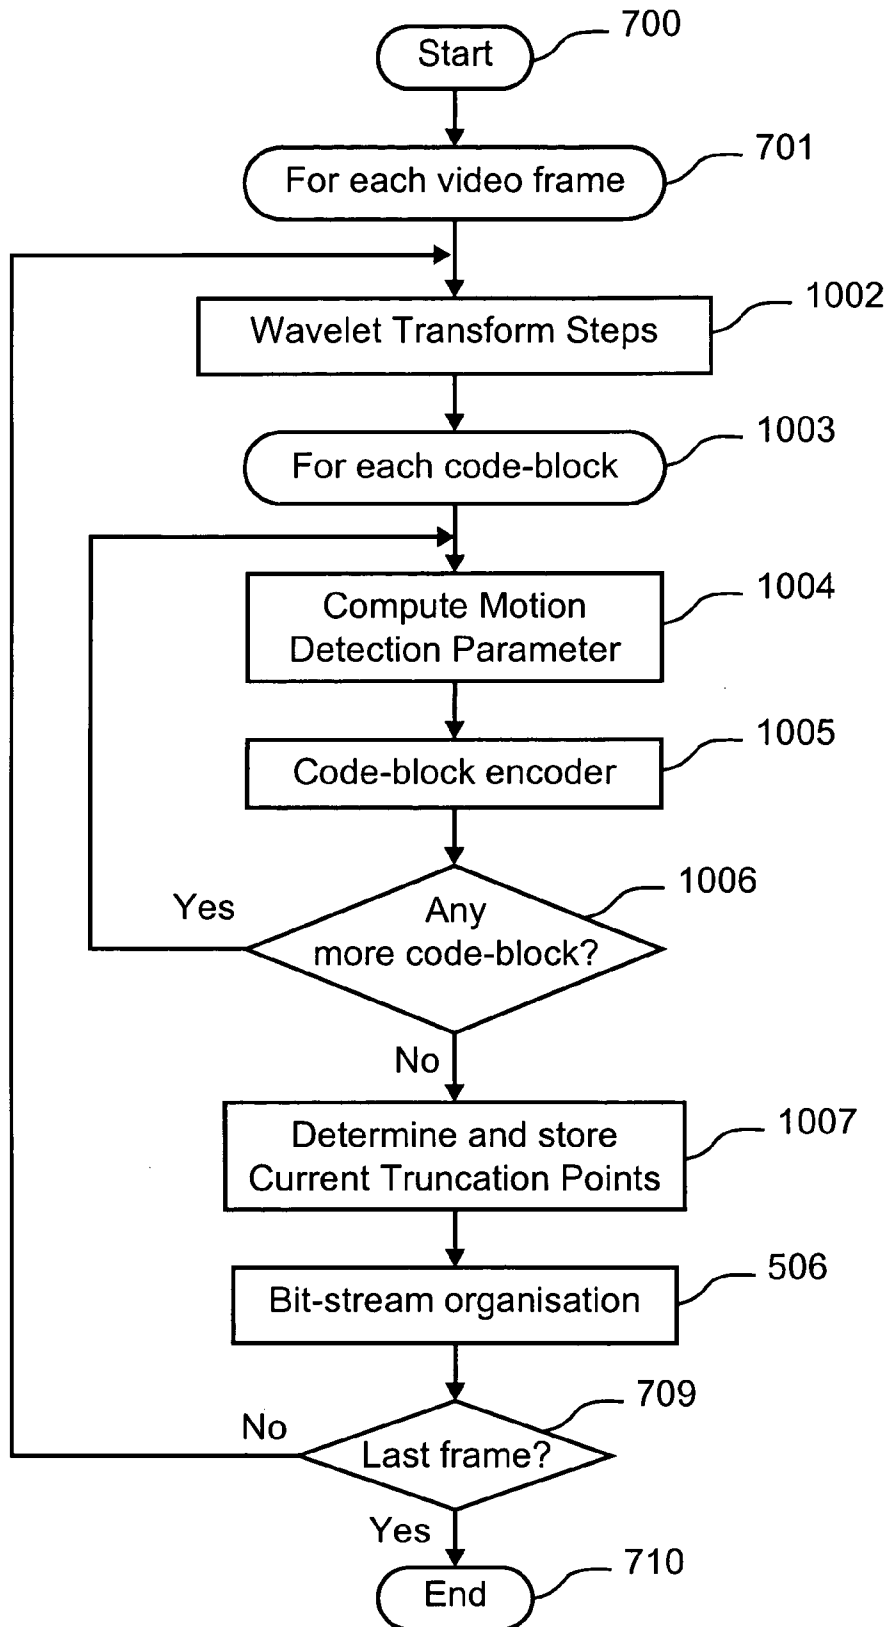 700
Start
701
For each video frame
1002
Wavelet Transform Steps
1003
For each code-block
1004
Compute Motion
Detection Parameter
1005
Code-block encoder
1006
Yes
Any
more code-block?
No
1007
Determine and store
Current Truncation Points
506
Bit-stream organisation
709
No
Last frame?
Yes
710
End